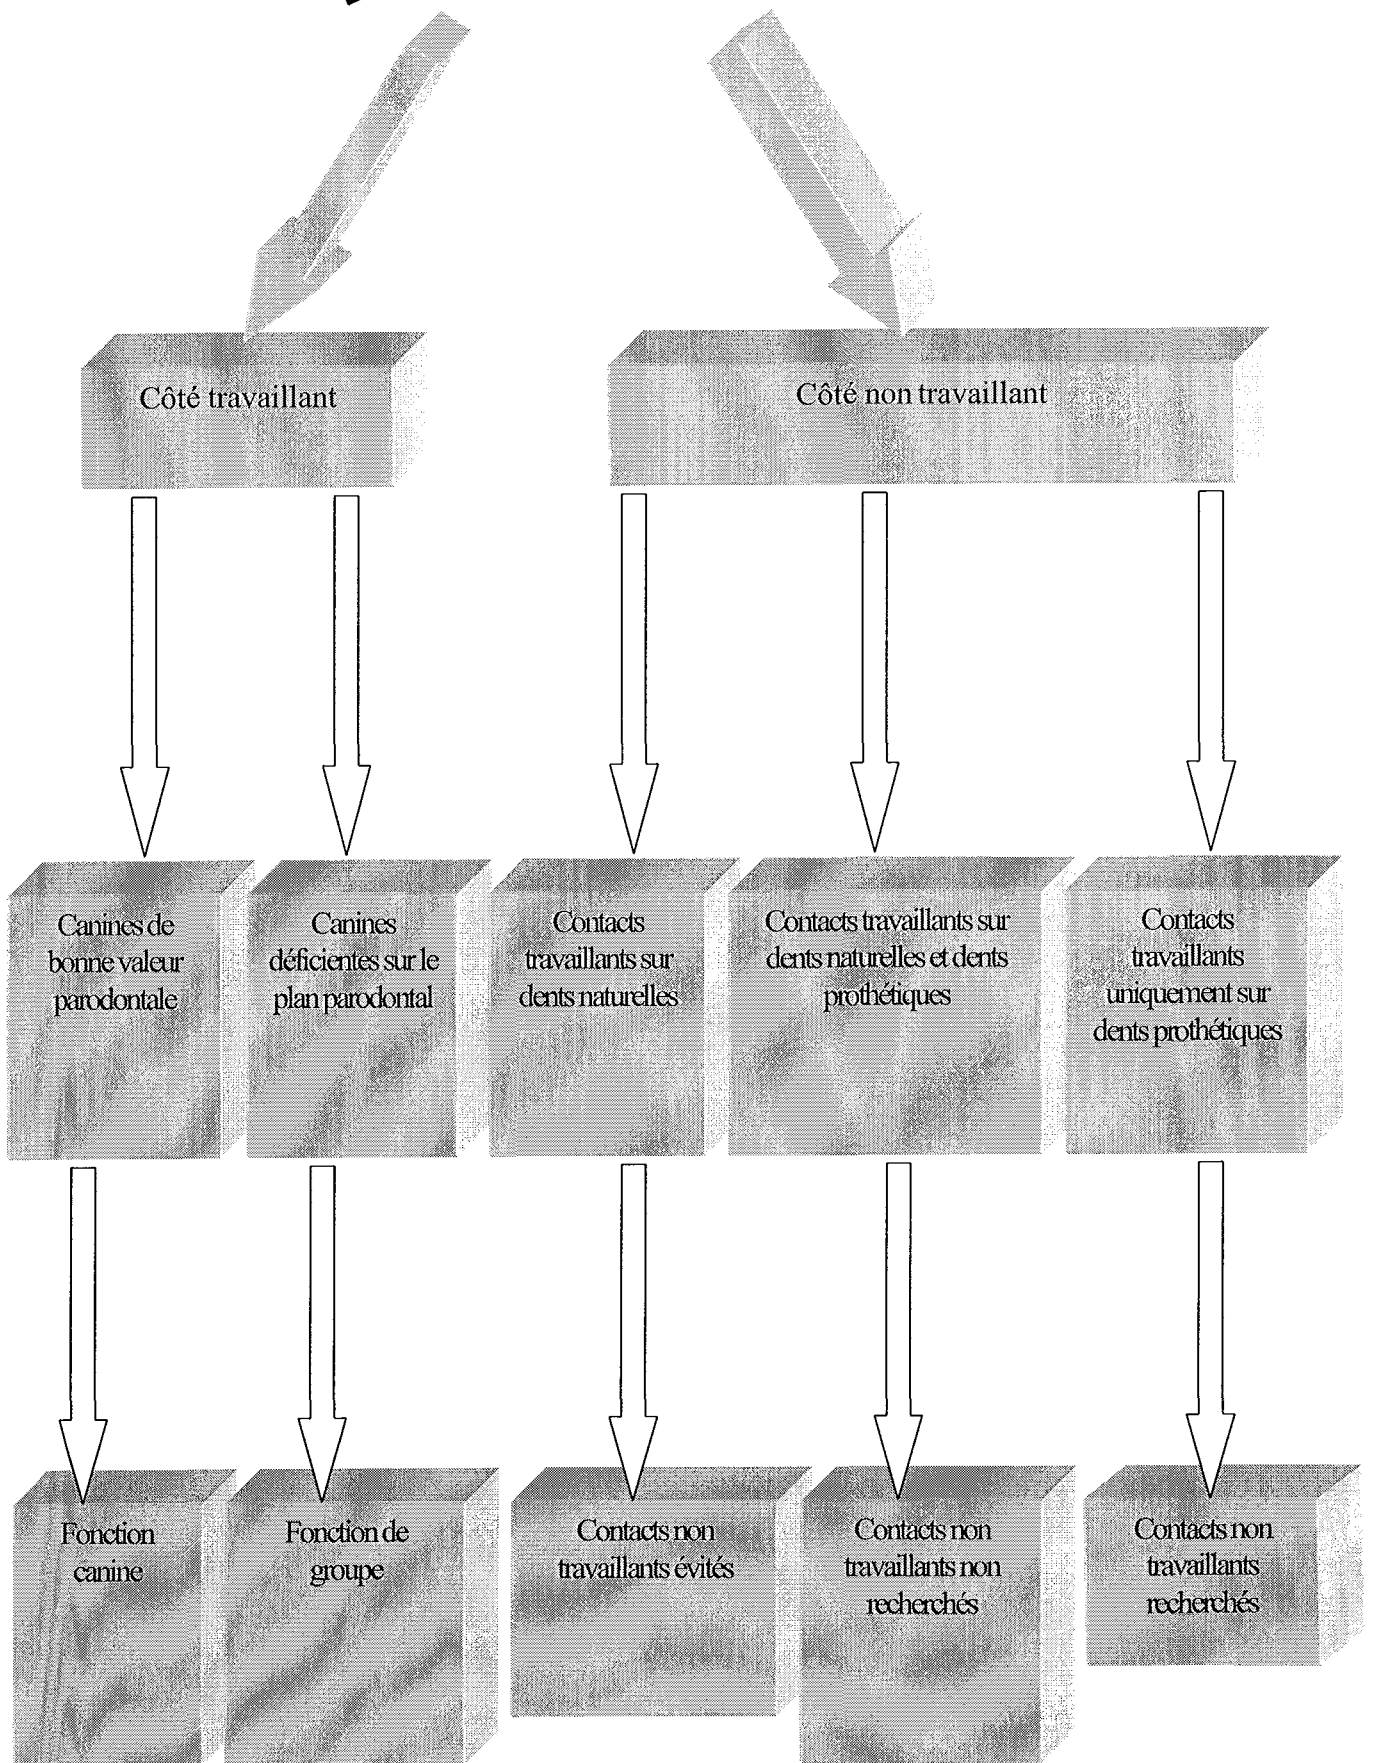 Côté travaillant
Côté non travaillant
Canines de
bonne valeur
parodontale
Canines
déficientes sur le
plan parodontal
Contacts
travaillants sur
dents naturelles
Contacts travaillants sur
dents naturelles et dents
prothétiques
Contacts
travaillants
uniquement sur
dents prothétiques
Fonction
canine
Fonction de
groupe
Contacts non
travaillants évités
Contacts non
travaillants non
recherchés
Contacts non
travaillants
recherchés